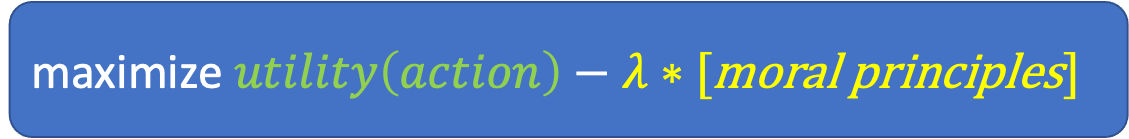 maximize utility(action) − λ * [moral principles]